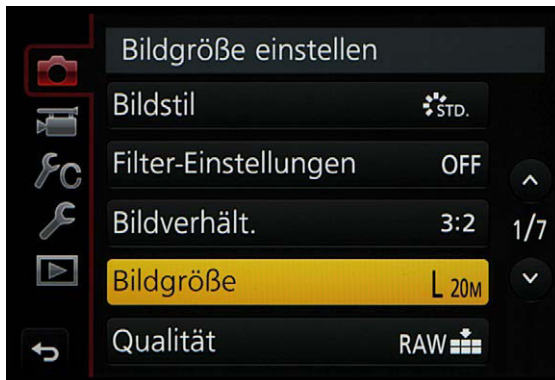 Bildgröße einstellen
Bildstil STD.
Filter-Einstellungen OFF
Bildverhält. 3:2
1/7
Bildgröße L 20M
Qualität RAW
C